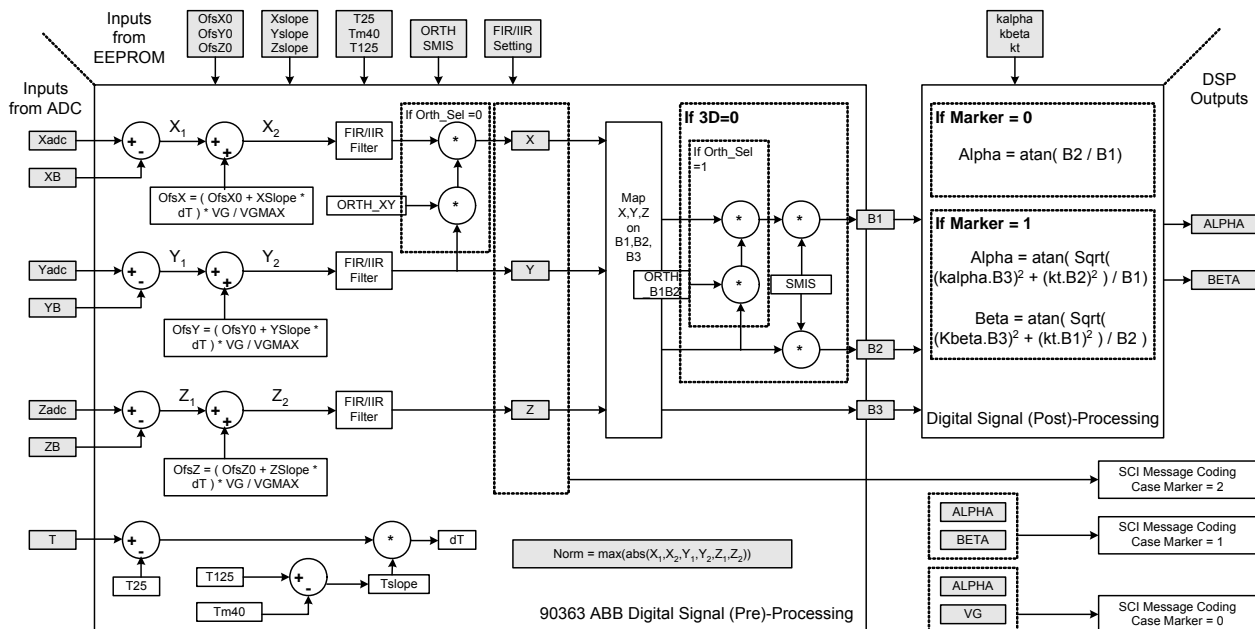 Inputs
from
EEPROM
OfsX0
OfsY0
OfsZ0
Xslope
Yslope
Zslope
T25
Tm40
T125
ORTH
SMIS
FIR/IIR
Setting
kalpha
kbeta
kt
DSP
Outputs
Inputs
from ADC
Xadc
XB
+
-
X1
+
+
X2
OfsX = ( OfsX0 + XSlope *
dT ) * VG / VGMAX
FIR/IIR
Filter
If Orth_Sel =0
*
*
ORTH_XY
X
Yadc
YB
+
-
Y1
+
+
Y2
OfsY = ( OfsY0 + YSlope *
dT ) * VG / VGMAX
FIR/IIR
Filter
Y
Zadc
ZB
+
-
Z1
+
+
Z2
OfsZ = ( OfsZ0 + ZSlope *
dT ) * VG / VGMAX
FIR/IIR
Filter
Z
Map
X,Y,Z
on
B1,B2,
B3
If 3D=0
If Orth_Sel
=1
*
*
ORTH
_B1B2
*
SMIS
*
B1
B2
B3
If Marker = 0
Alpha = atan( B2 / B1)
If Marker = 1
Alpha = atan( Sqrt(
(kalpha.B3)² + (kt.B2)² ) / B1)
Beta = atan( Sqrt(
(Kbeta.B3)² + (kt.B1)² ) / B2 )
Digital Signal (Post)-Processing
ALPHA
BETA
T
+
-
T25
*
dT
T125
+
-
Tm40
Tslope
Norm = max(abs(X1,X2,Y1,Y2,Z1,Z2))
90363 ABB Digital Signal (Pre)-Processing
SCI Message Coding
Case Marker = 2
ALPHA
BETA
SCI Message Coding
Case Marker = 1
ALPHA
VG
SCI Message Coding
Case Marker = 0